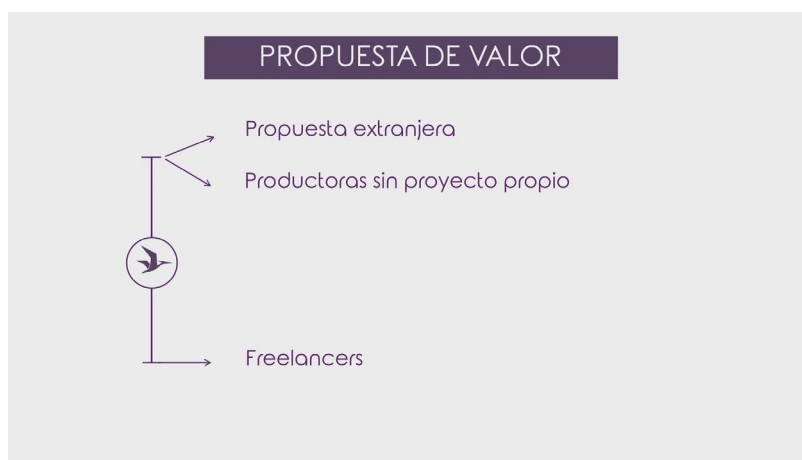 PROPUESTA DE VALOR
Propuesta extranjera
Productoras sin proyecto propio
Freelancers